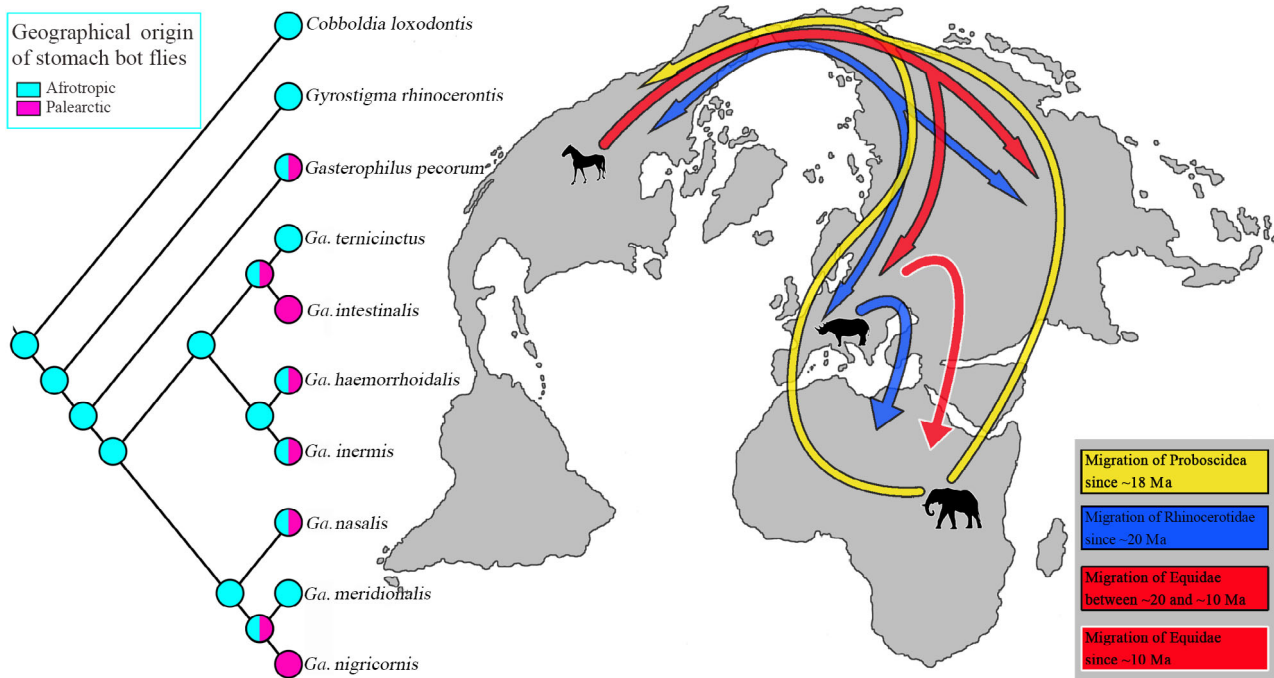 Geographical origin
of stomach bot flies
Afrotropic
Palearctic
Cobboldia loxodontis
Gyrostigma rhinocerontis
Gasterophilus pecorum
Ga. ternicinctus
Ga. intestinalis
Ga. haemorrhoidalis
Ga. inermis
Ga. nasalis
Ga. meridionalis
Ga. nigricornis
Migration of Proboscidea
since ~18 Ma
Migration of Rhinocerotidae
since ~20 Ma
Migration of Equidae
between ~20 and ~10 Ma
Migration of Equidae
since ~10 Ma